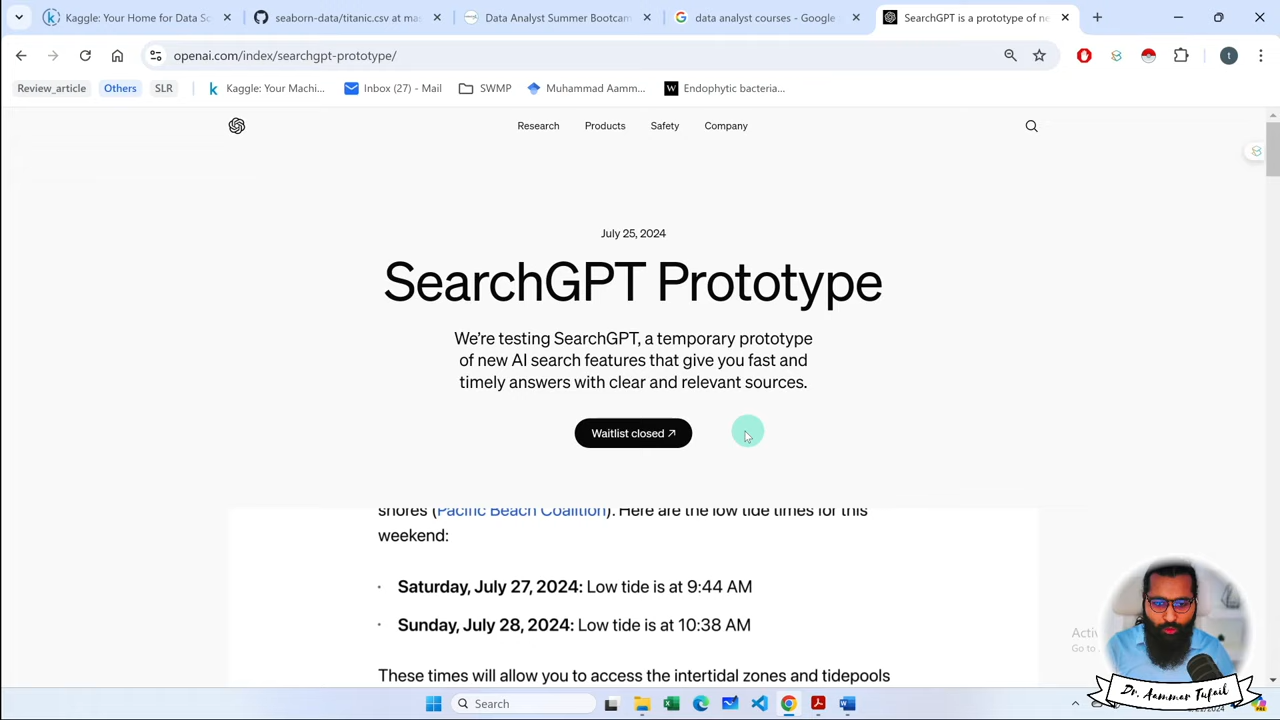 Kaggle: Your Home for Data Sc
seaborn-data/titanic.csv at ma
Data Analyst Summer Bootcam
data analyst courses - Google
SearchGPT is a prototype of ne
openai.com/index/searchgpt-prototype/
t
Review_article
Others
SLR
Kaggle: Your Machi...
Inbox (27) - Mail
SWMP
Muhammad Aamm...
W
Endophytic bacteria...
Research
Products
Safety
Company
July 25, 2024
SearchGPT Prototype
We're testing SearchGPT, a temporary prototype
of new AI search features that give you fast and
timely answers with clear and relevant sources.
Waitlist closed ↗
shores (Pacific Beach Coalition). Here are the low tide times for this
weekend:
• Saturday, July 27, 2024: Low tide is at 9:44 AM
• Sunday, July 28, 2024: Low tide is at 10:38 AM
These times will allow you to access the intertidal zones and tidepools
Go to
Dr. Aammar Tufail
Search